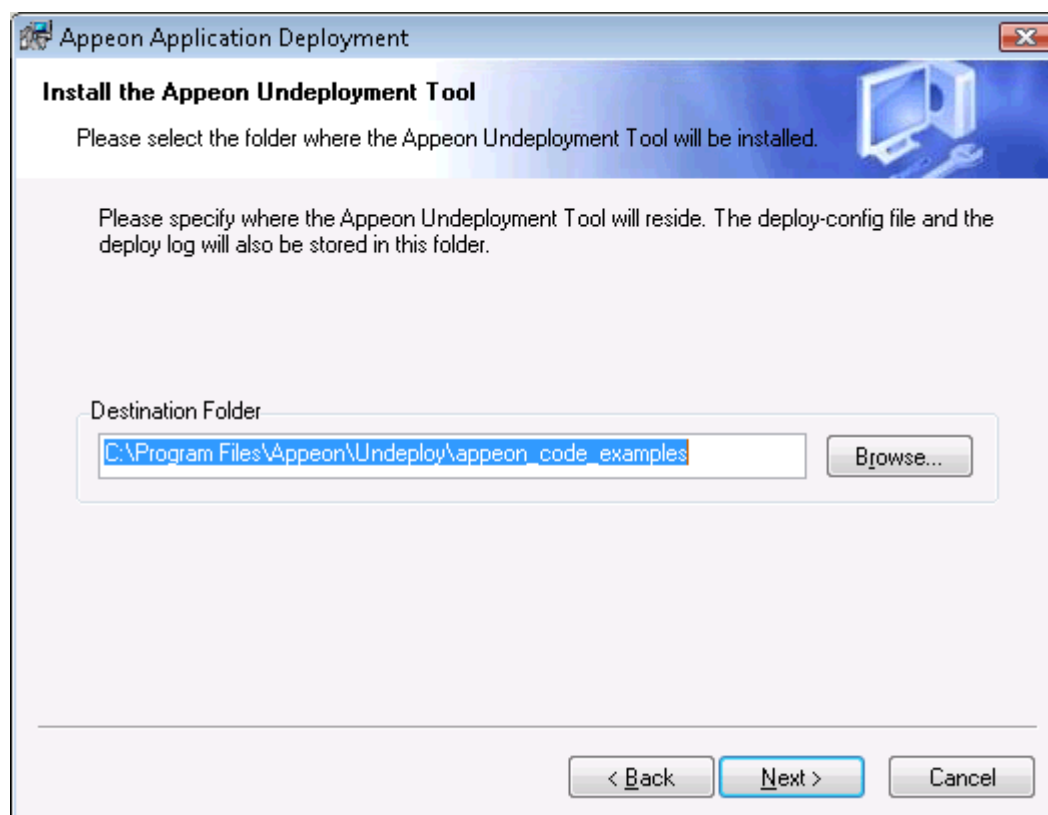 Appeon Application Deployment
Install the Appeon Undeployment Tool
Please select the folder where the Appeon Undeployment Tool will be installed.
Please specify where the Appeon Undeployment Tool will reside. The deploy-config file and the
deploy log will also be stored in this folder.
Destination Folder
C:\Program Files\Appeon\Undeploy\appeon_code_examples
Browse...
< Back
Next >
Cancel